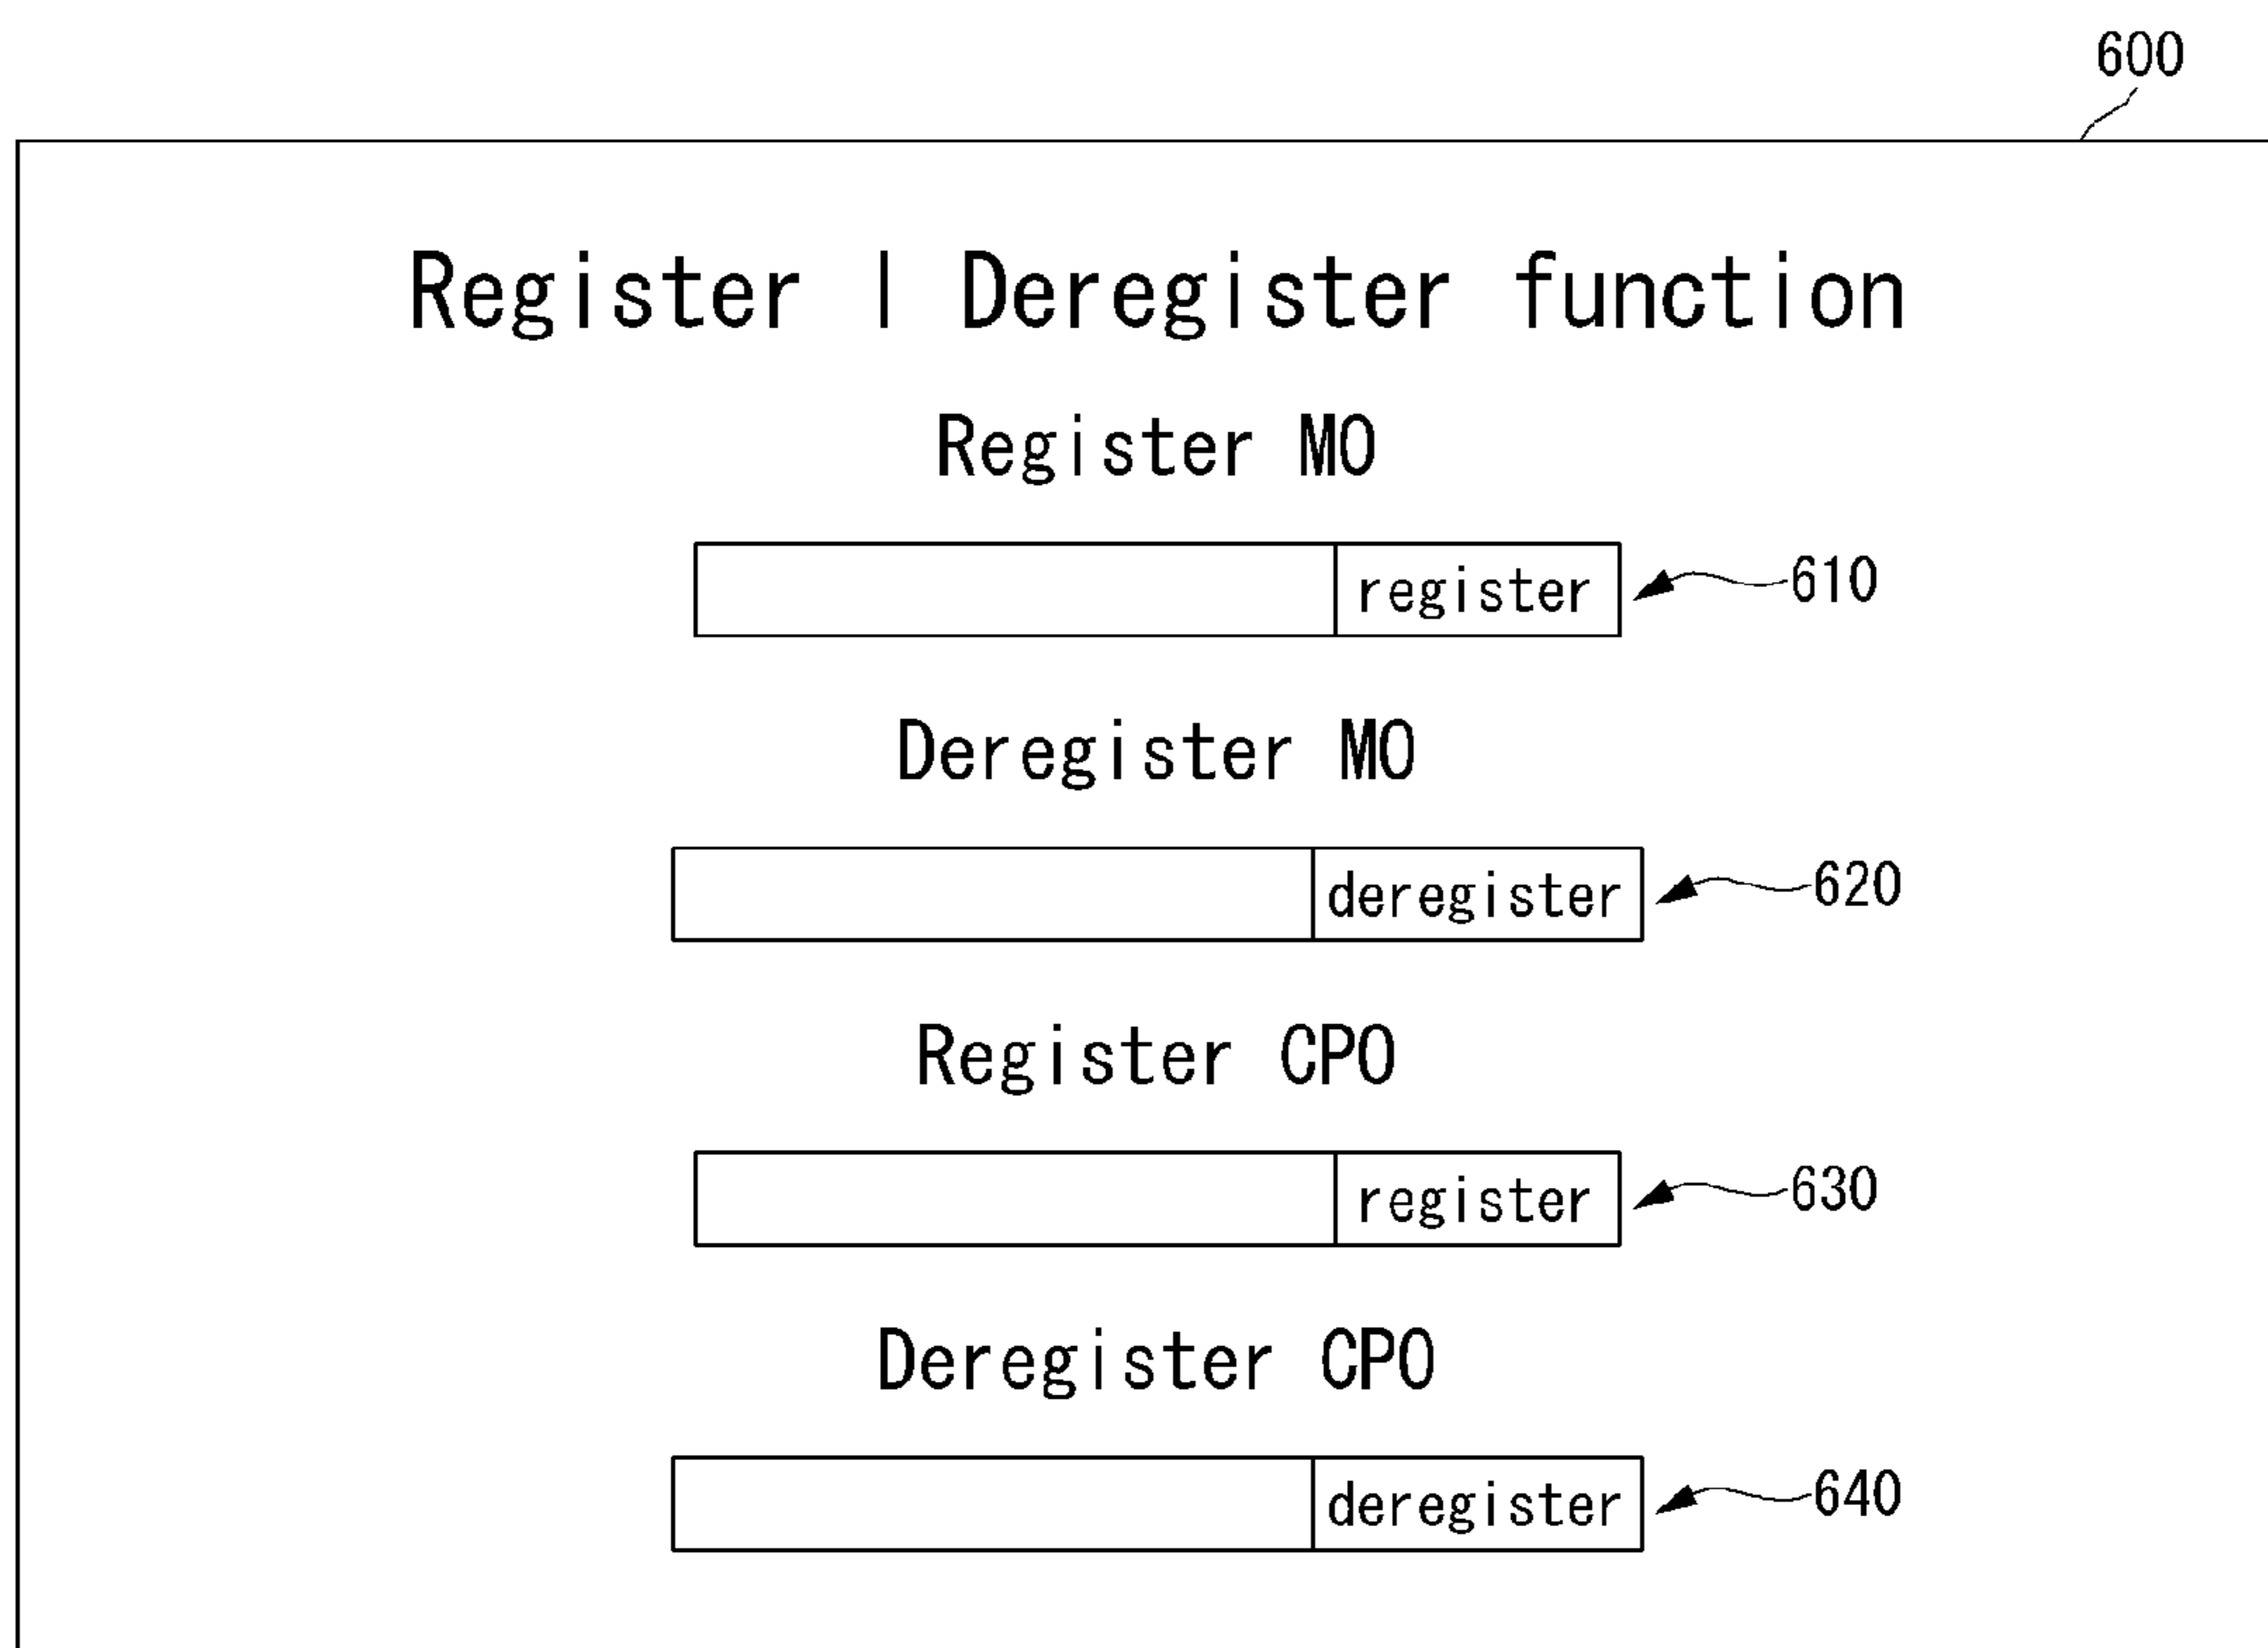 600
Register | Deregister function
Register MO
register 610
Deregister MO
deregister 620
Register CPO
register 630
Deregister CPO
deregister 640